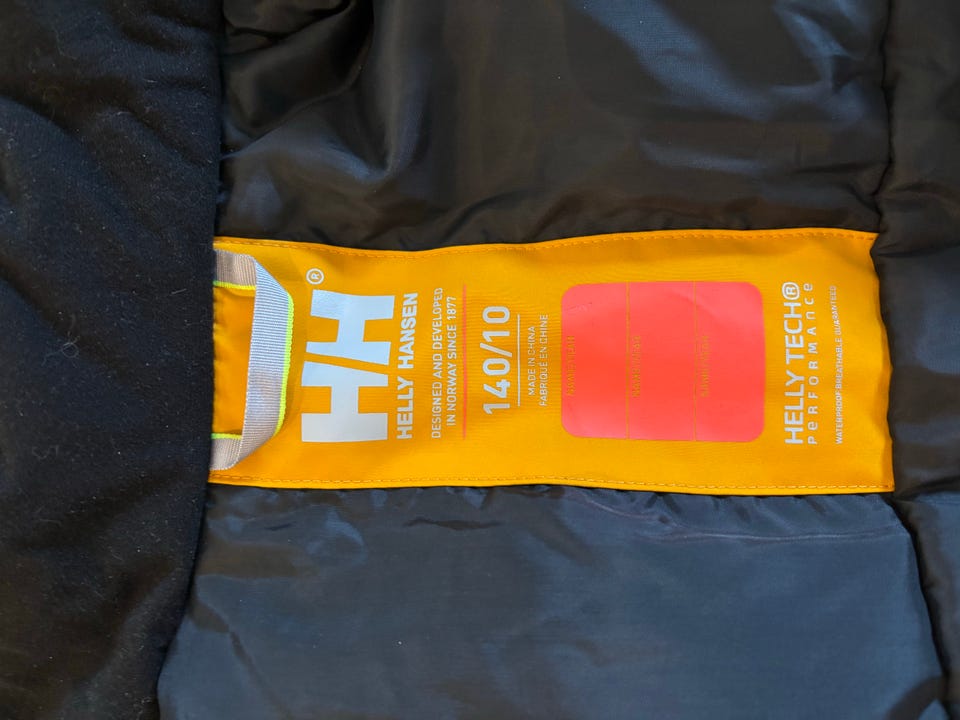 HH®
HELLY HANSEN
DESIGNED AND DEVELOPED
IN NORWAY SINCE 1877
140/10
MADE IN CHINA
FABRIQUÉ EN CHINE
HELLY TECH®
PERFORMANCE
WATERPROOF/BREATHABLE GUARANTEED